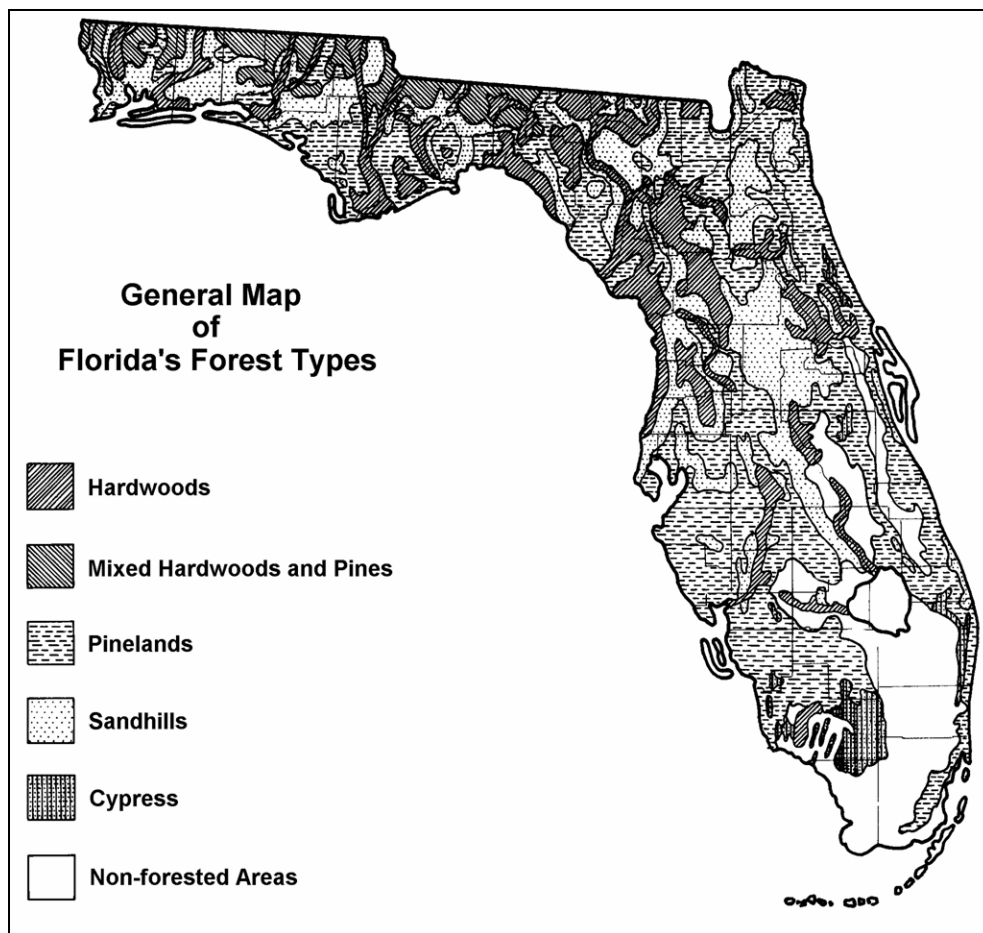 General Map
of
Florida's Forest Types
Hardwoods
Mixed Hardwoods and Pines
Pinelands
Sandhills
Cypress
Non-forested Areas